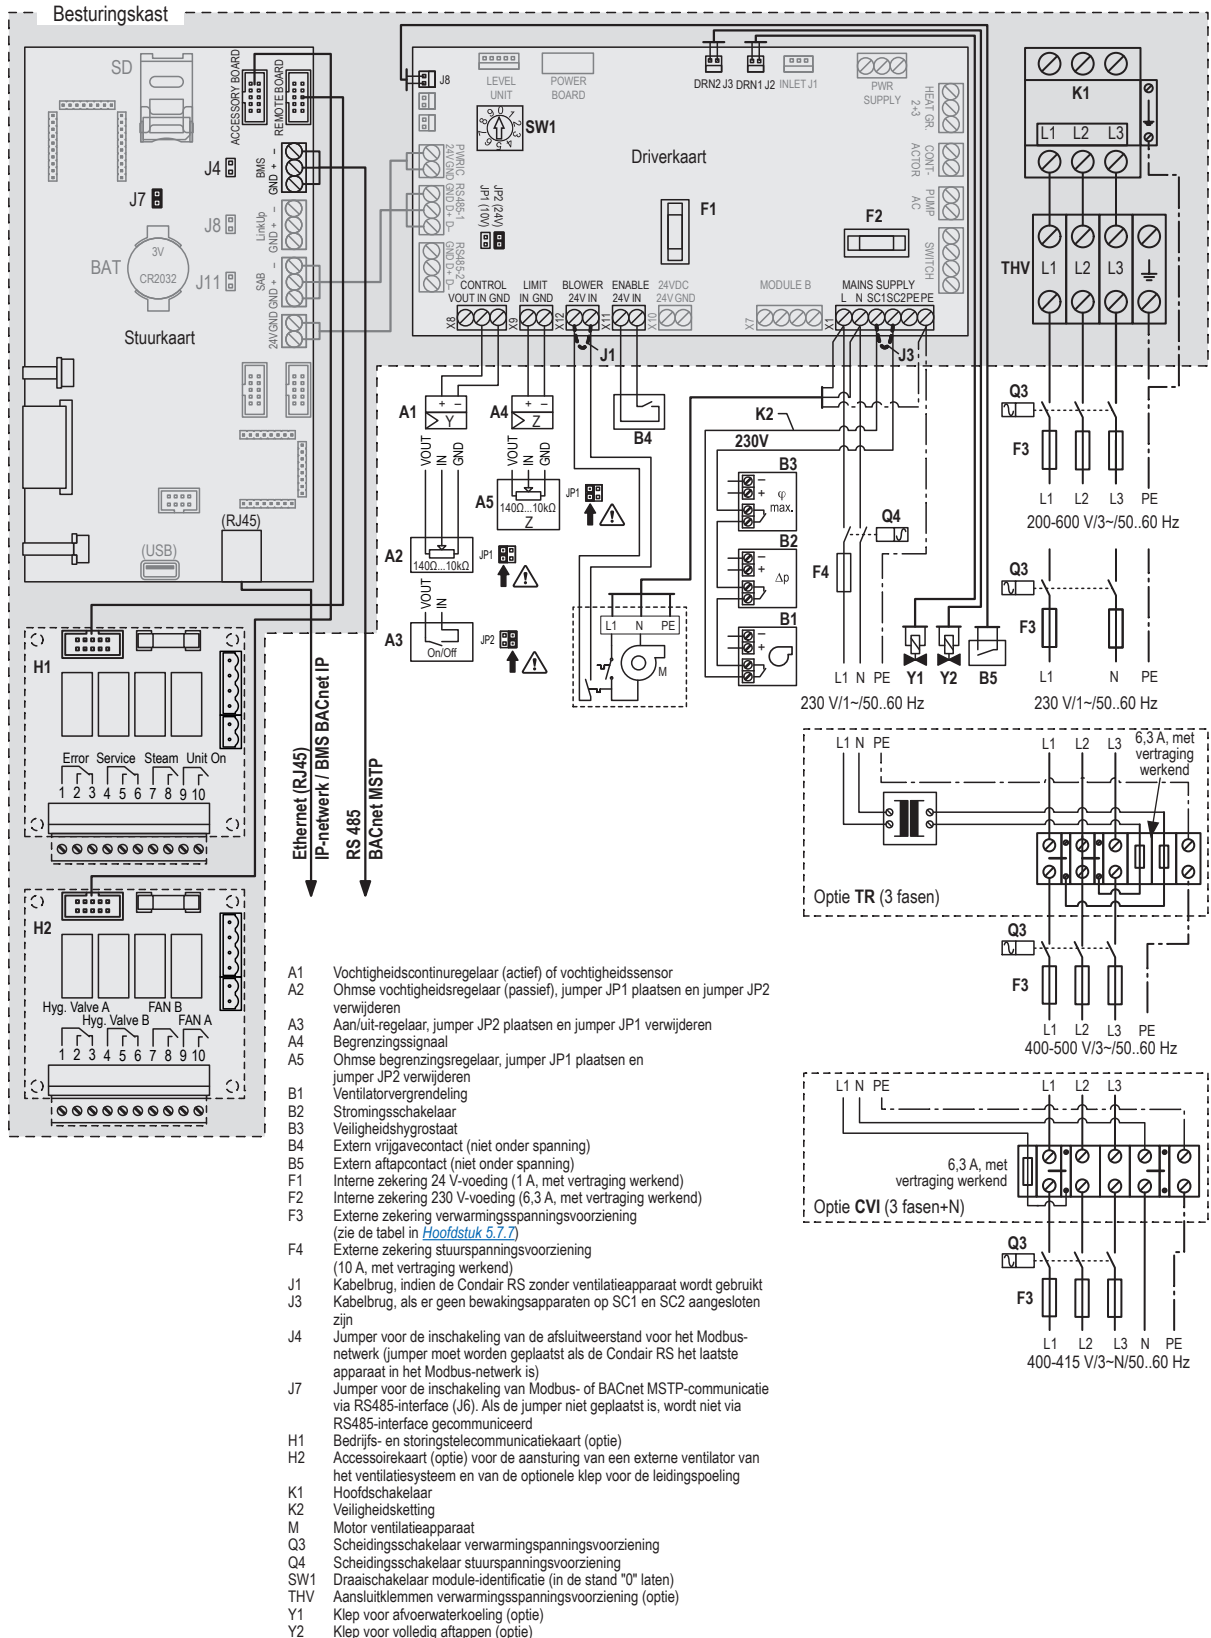 Besturingskast
SD
ACCESSORY BOARD
REMOTE BOARD
J4
BMS
GND + -
J7
J8
LinkUp
GND + -
BAT
3V
CR2032
J11
SAB
GND + -
24V GND
Stuurkaart
(RJ45)
(USB)
J8
LEVEL
UNIT
POWER
BOARD
DRN2 J3
DRN1 J2
INLET J1
PWR
SUPPLY
HEAT GR.
2+3
SW1
0 1 2 3 4 5 6 7 8 9
Driverkaart
PWRIC
24V GND
RS485-1
GND D+ D-
RS485-2
GND D+ D-
JP1 (10V)
JP2 (24V)
F1
F2
CONT-
ACTOR
PUMP
AC
SWITCH
CONTROL
VOUT IN GND
LIMIT
IN GND
BLOWER
24V IN
ENABLE
24V IN
24VDC
24V GND
MODULE B
MAINS SUPPLY
L N SC1SC2PEPE
X8
X9
X12
X11
X10
X7
X1
J1
J3
K1
L1 L2 L3
THV
L1 L2 L3
Q3
F3
L1 L2 L3 PE
200-600 V/3~/50..60 Hz
Q3
F3
L1 N PE
230 V/1~/50..60 Hz
A1
+ -
Y
VOUT
IN
GND
A4
+ -
Z
VOUT
IN
GND
B4
A5
140Ω...10kΩ
Z
JP1
A2
140Ω...10kΩ
JP1
VOUT
IN
A3
On/Off
JP2
L1 N PE
M
K2
230V
B3
-
+
φ
max.
B2
-
+
Δp
B1
-
+
Q4
F4
L1 N PE
230 V/1~/50..60 Hz
Y1 Y2 B5
H1
Error Service Steam Unit On
1 2 3 4 5 6 7 8 9 10
H2
Hyg. Valve A
FAN B
Hyg. Valve B
FAN A
1 2 3 4 5 6 7 8 9 10
Ethernet (RJ45)
IP-netwerk / BMS BACnet IP
RS 485
BACnet MSTP
L1 N PE
L1 L2 L3
6,3 A, met
vertraging
werkend
Optie TR (3 fasen)
Q3
F3
L1 L2 L3 PE
400-500 V/3~/50..60 Hz
L1 N PE
L1 L2 L3
6,3 A, met
vertraging werkend
Optie CVI (3 fasen+N)
Q3
F3
L1 L2 L3 N PE
400-415 V/3~N/50..60 Hz
A1 Vochtigheidscontinuregelaar (actief) of vochtigheidssensor
A2 Ohmse vochtigheidsregelaar (passief), jumper JP1 plaatsen en jumper JP2
verwijderen
A3 Aan/uit-regelaar, jumper JP2 plaatsen en jumper JP1 verwijderen
A4 Begrenzingssignaal
A5 Ohmse begrenzingsregelaar, jumper JP1 plaatsen en
jumper JP2 verwijderen
B1 Ventilatorvergrendeling
B2 Stromingsschakelaar
B3 Veiligheidshygrostaat
B4 Extern vrijgavecontact (niet onder spanning)
B5 Extern aftapcontact (niet onder spanning)
F1 Interne zekering 24 V-voeding (1 A, met vertraging werkend)
F2 Interne zekering 230 V-voeding (6,3 A, met vertraging werkend)
F3 Externe zekering verwarmingsspanningsvoorziening
(zie de tabel in Hoofdstuk 5.7.7)
F4 Externe zekering stuurspanningsvoorziening
(10 A, met vertraging werkend)
J1 Kabelbrug, indien de Condair RS zonder ventilatieapparaat wordt gebruikt
J3 Kabelbrug, als er geen bewakingsapparaten op SC1 en SC2 aangesloten
zijn
J4 Jumper voor de inschakeling van de afsluitweerstand voor het Modbus-
netwerk (jumper moet worden geplaatst als de Condair RS het laatste
apparaat in het Modbus-netwerk is)
J7 Jumper voor de inschakeling van Modbus- of BACnet MSTP-communicatie
via RS485-interface (J6). Als de jumper niet geplaatst is, wordt niet via
RS485-interface gecommuniceerd
H1 Bedrijfs- en storingstelecommunicatiekaart (optie)
H2 Accessoirekaart (optie) voor de aansturing van een externe ventilator van
het ventilatiesysteem en van de optionele klep voor de leidingspoeling
K1 Hoofdschakelaar
K2 Veiligheidsketting
M Motor ventilatieapparaat
Q3 Scheidingsschakelaar verwarmingspanningsvoorziening
Q4 Scheidingsschakelaar stuurspanningsvoorziening
SW1 Draaischakelaar module-identificatie (in de stand "0" laten)
THV Aansluitklemmen verwarmingsspanningsvoorziening (optie)
Y1 Klep voor afvoerwaterkoeling (optie)
Y2 Klep voor volledig aftappen (optie)